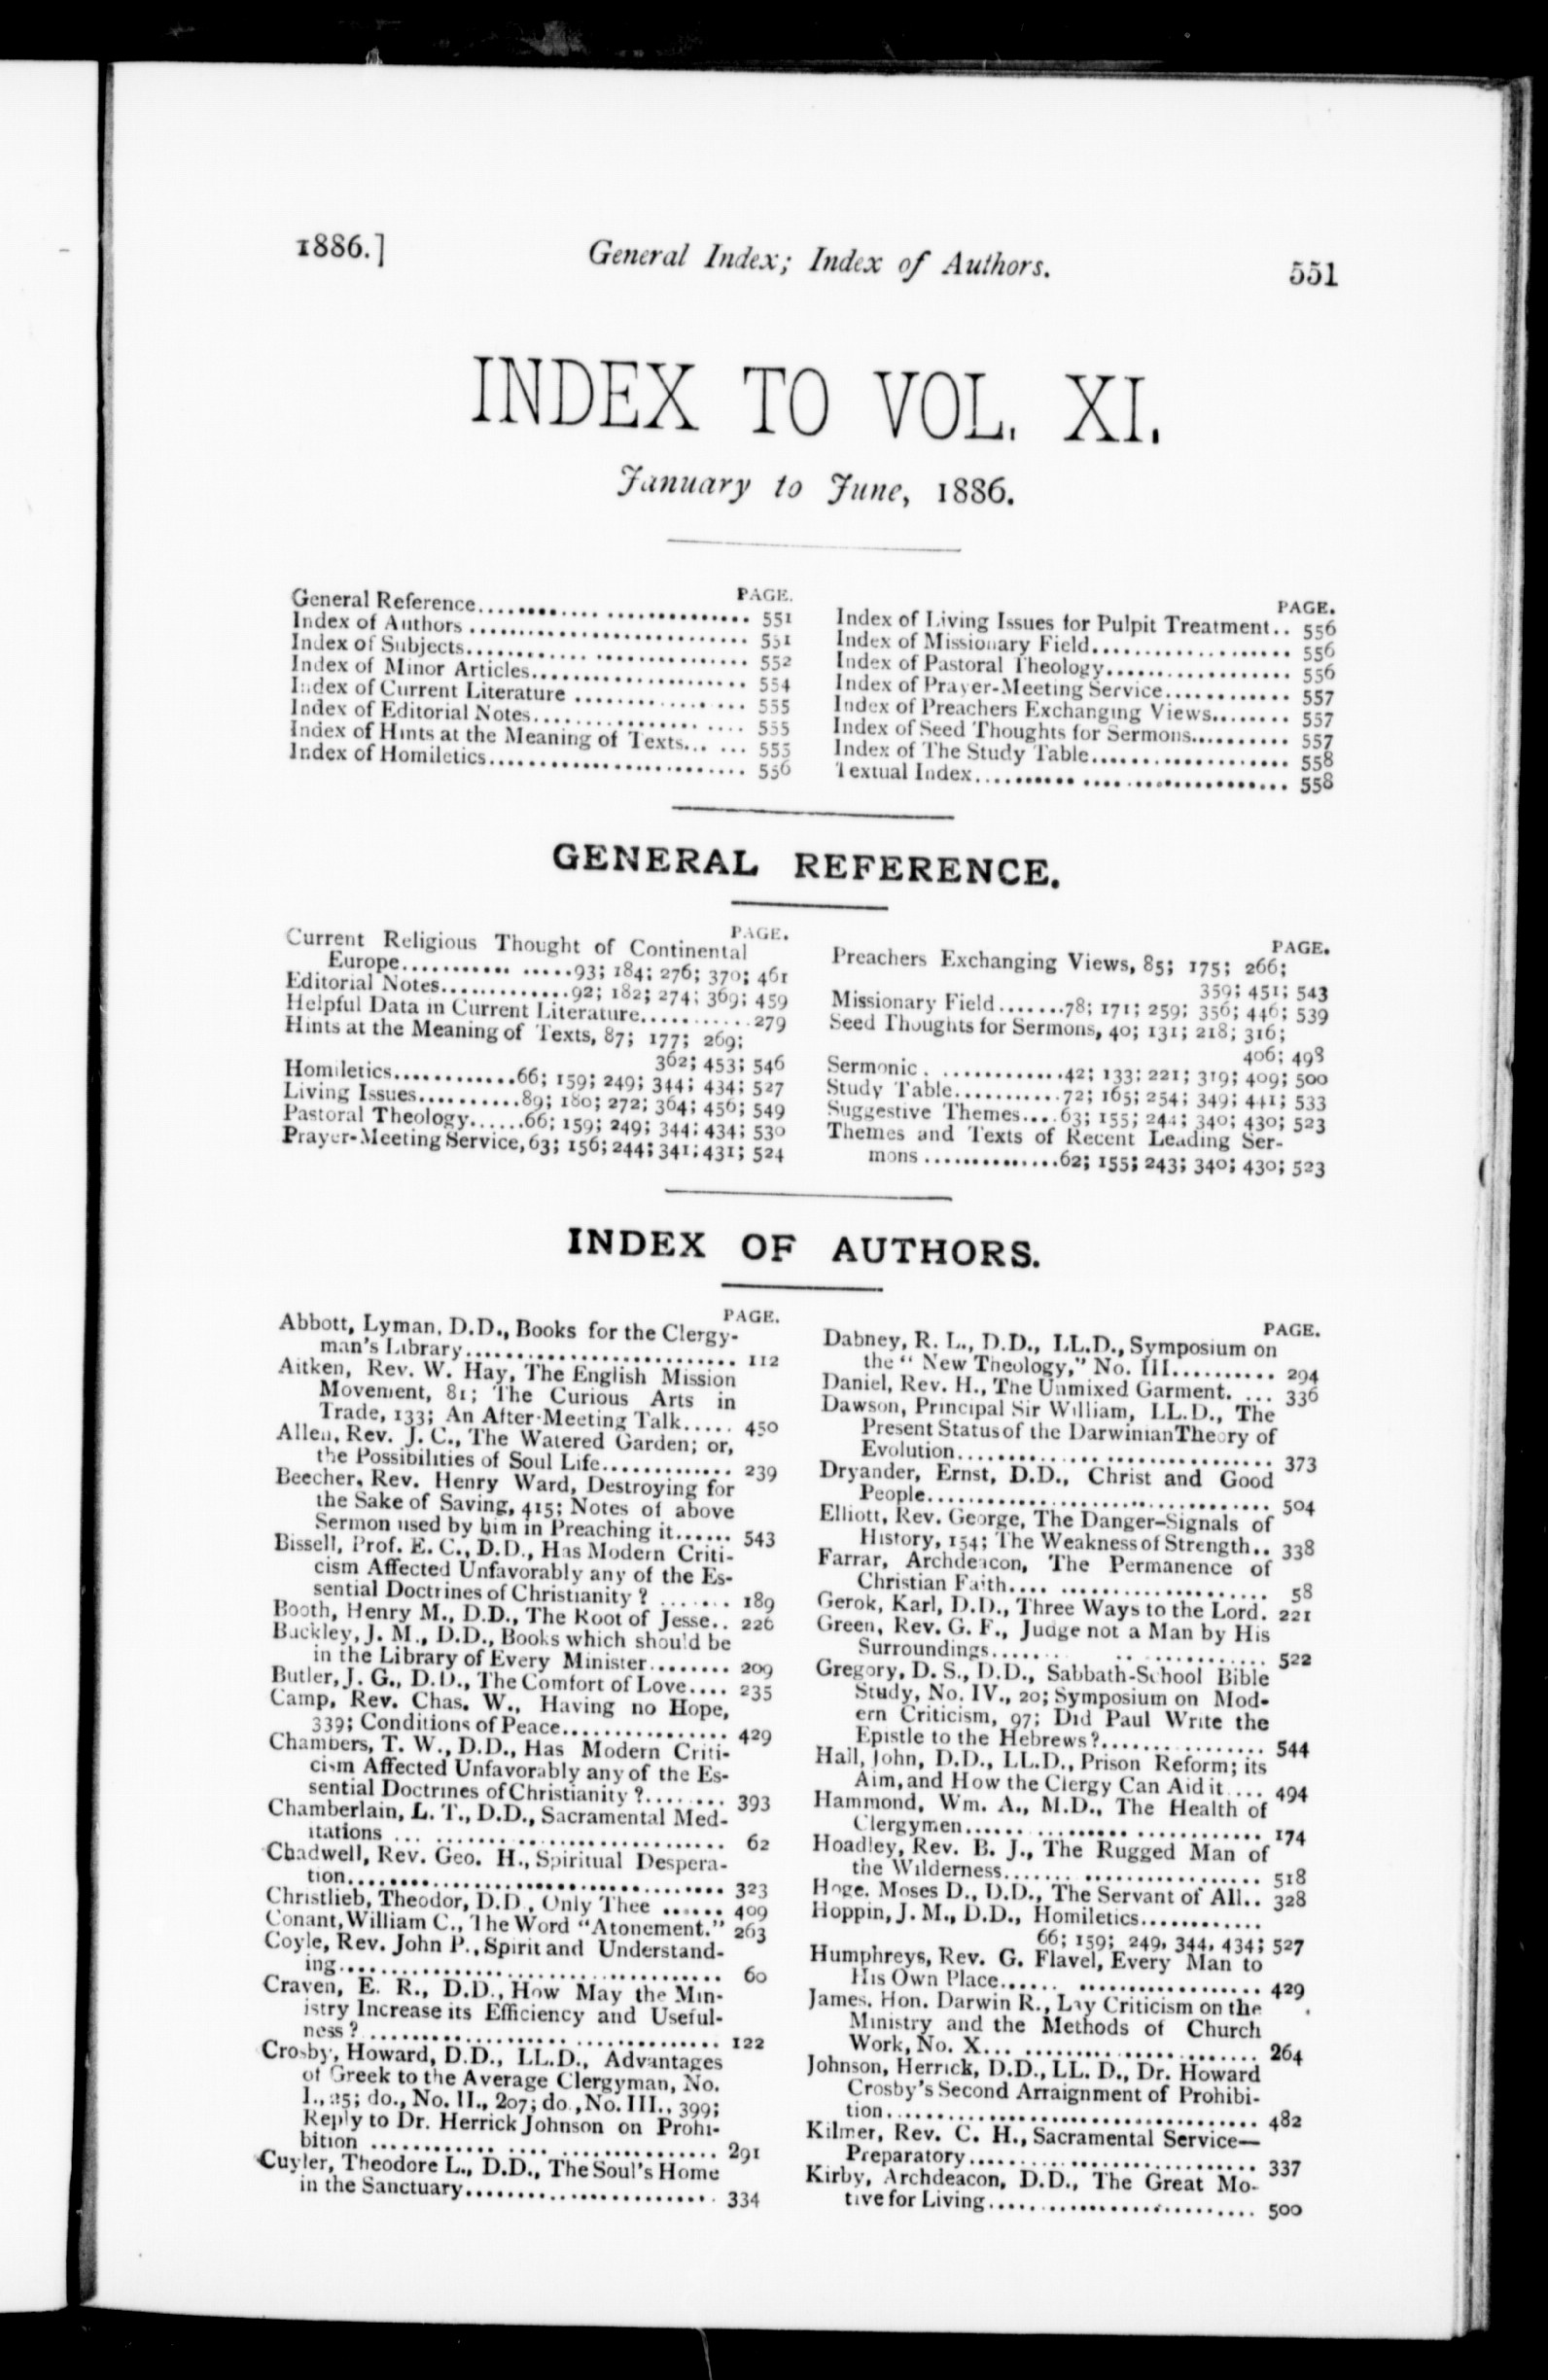 1886.]
General Index; Index of Authors.
551
INDEX TO VOL. XI.
January to June, 1886.
PAGE.
General Reference.............................. 551
Index of Authors .............................. 551
Index of Subjects.............................. 552
Index of Minor Articles........................ 554
Index of Current Literature ................... 555
Index of Editorial Notes....................... 555
Index of Hints at the Meaning of Texts... ... 555
Index of Homiletics............................ 556
PAGE.
Index of Living Issues for Pulpit Treatment.. 556
Index of Missionary Field...................... 556
Index of Pastoral Theology..................... 556
Index of Prayer-Meeting Service............ 557
Index of Preachers Exchanging Views........ 557
Index of Seed Thoughts for Sermons.......... 557
Index of The Study Table.................... 558
Textual Index.................................. 558
GENERAL REFERENCE.
PAGE.
Current Religious Thought of Continental
Europe................93; 184; 276; 370; 461
Editorial Notes.............92; 182; 274; 369; 459
Helpful Data in Current Literature...........279
Hints at the Meaning of Texts, 87; 177; 269;
362; 453; 546
Homiletics............66; 159; 249; 344; 434; 527
Living Issues..........89; 180; 272; 364; 456; 549
Pastoral Theology......66; 159; 249; 344; 434; 530
Prayer-Meeting Service, 63; 156; 244; 341; 431; 524
PAGE.
Preachers Exchanging Views, 85; 175; 266;
359; 451; 543
Missionary Field.......78; 171; 259; 356; 446; 539
Seed Thoughts for Sermons, 40; 131; 218; 316;
406; 498
Sermonic. ............42; 133; 221; 319; 409; 500
Study Table...........72; 165; 254; 349; 441; 533
Suggestive Themes....63; 155; 244; 340; 430; 523
Themes and Texts of Recent Leading Ser-
mons ..............62; 155; 243; 340; 430; 523
INDEX OF AUTHORS.
PAGE.
Abbott, Lyman, D.D., Books for the Clergy-
man's Library............................ 112
Aitken, Rev. W. Hay, The English Mission
Movement, 81; The Curious Arts in
Trade, 133; An After-Meeting Talk..... 450
Allen, Rev. J. C., The Watered Garden; or,
the Possibilities of Soul Life............. 239
Beecher, Rev. Henry Ward, Destroying for
the Sake of Saving, 415; Notes of above
Sermon used by him in Preaching it...... 543
Bissell, Prof. E. C., D.D., Has Modern Criti-
cism Affected Unfavorably any of the Es-
sential Doctrines of Christianity ? ....... 189
Booth, Henry M., D.D., The Root of Jesse.. 226
Buckley, J. M., D.D., Books which should be
in the Library of Every Minister........ 209
Butler, J. G., D.D., The Comfort of Love.... 235
Camp, Rev. Chas. W., Having no Hope,
339; Conditions of Peace................ 429
Chambers, T. W., D.D., Has Modern Criti-
cism Affected Unfavorably any of the Es-
sential Doctrines of Christianity ?........ 393
Chamberlain, L. T., D.D., Sacramental Med-
itations ... ............................. 62
Chadwell, Rev. Geo. H., Spiritual Despera-
tion..................................... 323
Christlieb, Theodor, D.D., Only Thee ...... 409
Conant, William C., The Word "Atonement." 263
Coyle, Rev. John P., Spirit and Understand-
ing...................................... 60
Craven, E. R., D.D., How May the Min-
istry Increase its Efficiency and Useful-
ness ? .................................. 122
Crosby, Howard, D.D., LL.D., Advantages
of Greek to the Average Clergyman, No.
I., 35; do., No. II., 207; do., No. III., 399;
Reply to Dr. Herrick Johnson on Prohi-
bition ............ .... ............... 291
Cuyler, Theodore L., D.D., The Soul's Home
in the Sanctuary........................ 334
PAGE.
Dabney, R. L., D.D., LL.D., Symposium on
the " New Theology," No. III.......... 294
Daniel, Rev. H., The Unmixed Garment. ... 336
Dawson, Principal Sir William, LL.D., The
Present Status of the Darwinian Theory of
Evolution................................ 373
Dryander, Ernst, D.D., Christ and Good
People................................... 504
Elliott, Rev. George, The Danger-Signals of
History, 154; The Weakness of Strength.. 338
Farrar, Archdeacon, The Permanence of
Christian Faith.... ..................... 58
Gerok, Karl, D.D., Three Ways to the Lord. 221
Green, Rev. G. F., Judge not a Man by His
Surroundings........ .. ............ 522
Gregory, D. S., D.D., Sabbath-School Bible
Study, No. IV., 20; Symposium on Mod-
ern Criticism, 97; Did Paul Write the
Epistle to the Hebrews?................. 544
Hall, John, D.D., LL.D., Prison Reform; its
Aim, and How the Clergy Can Aid it .... 494
Hammond, Wm. A., M.D., The Health of
Clergymen................................ 174
Hoadley, Rev. B. J., The Rugged Man of
the Wilderness........................... 518
Hoge, Moses D., D.D., The Servant of All.. 328
Hoppin, J. M., D.D., Homiletics............
66; 159; 249, 344, 434; 527
Humphreys, Rev. G. Flavel, Every Man to
His Own Place...... .................. 429
James, Hon. Darwin R., Lay Criticism on the
Ministry and the Methods of Church
Work, No. X... ........................ 264
Johnson, Herrick, D.D., LL. D., Dr. Howard
Crosby's Second Arraignment of Prohibi-
tion..................................... 482
Kilmer, Rev. C. H., Sacramental Service—
Preparatory.............................. 337
Kirby, Archdeacon, D.D., The Great Mo-
tive for Living.......................... 500